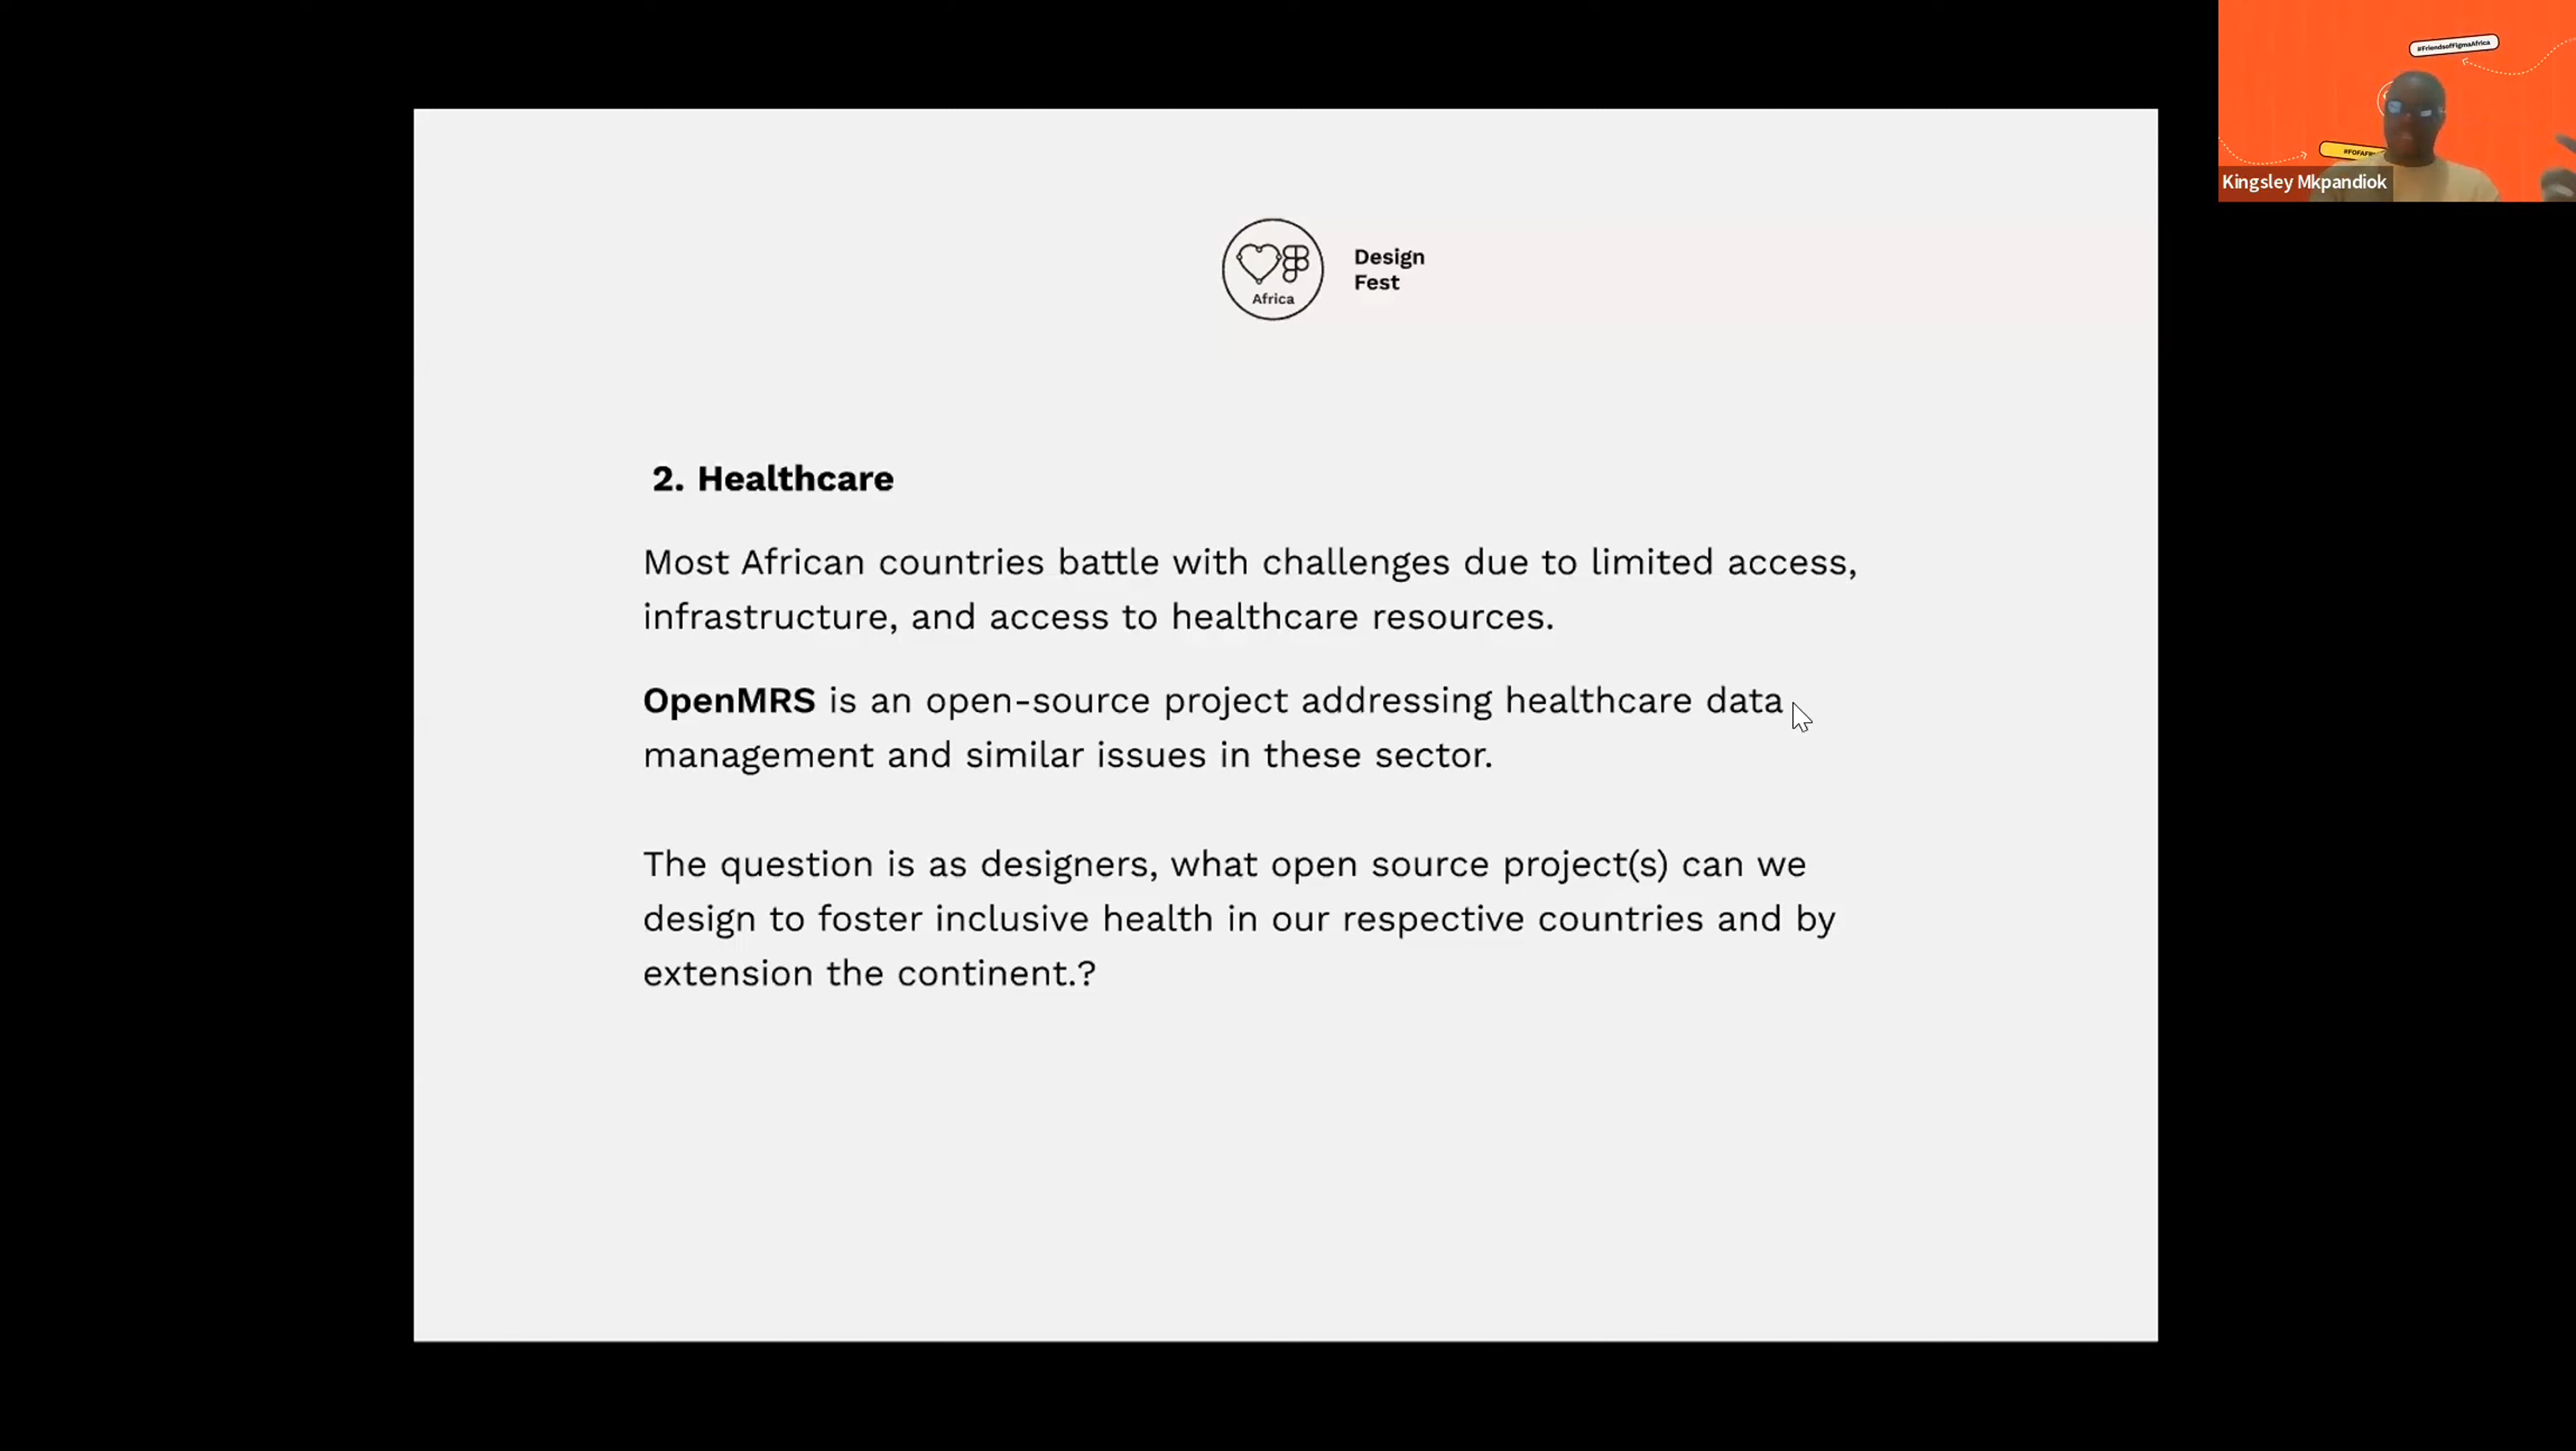 #FriendsofFigmaAfrica
Kingsley Mkpandiok
Africa
Design
Fest
2. Healthcare
Most African countries battle with challenges due to limited access,
infrastructure, and access to healthcare resources.
OpenMRS is an open-source project addressing healthcare data
management and similar issues in these sector.
The question is as designers, what open source project(s) can we
design to foster inclusive health in our respective countries and by
extension the continent.?